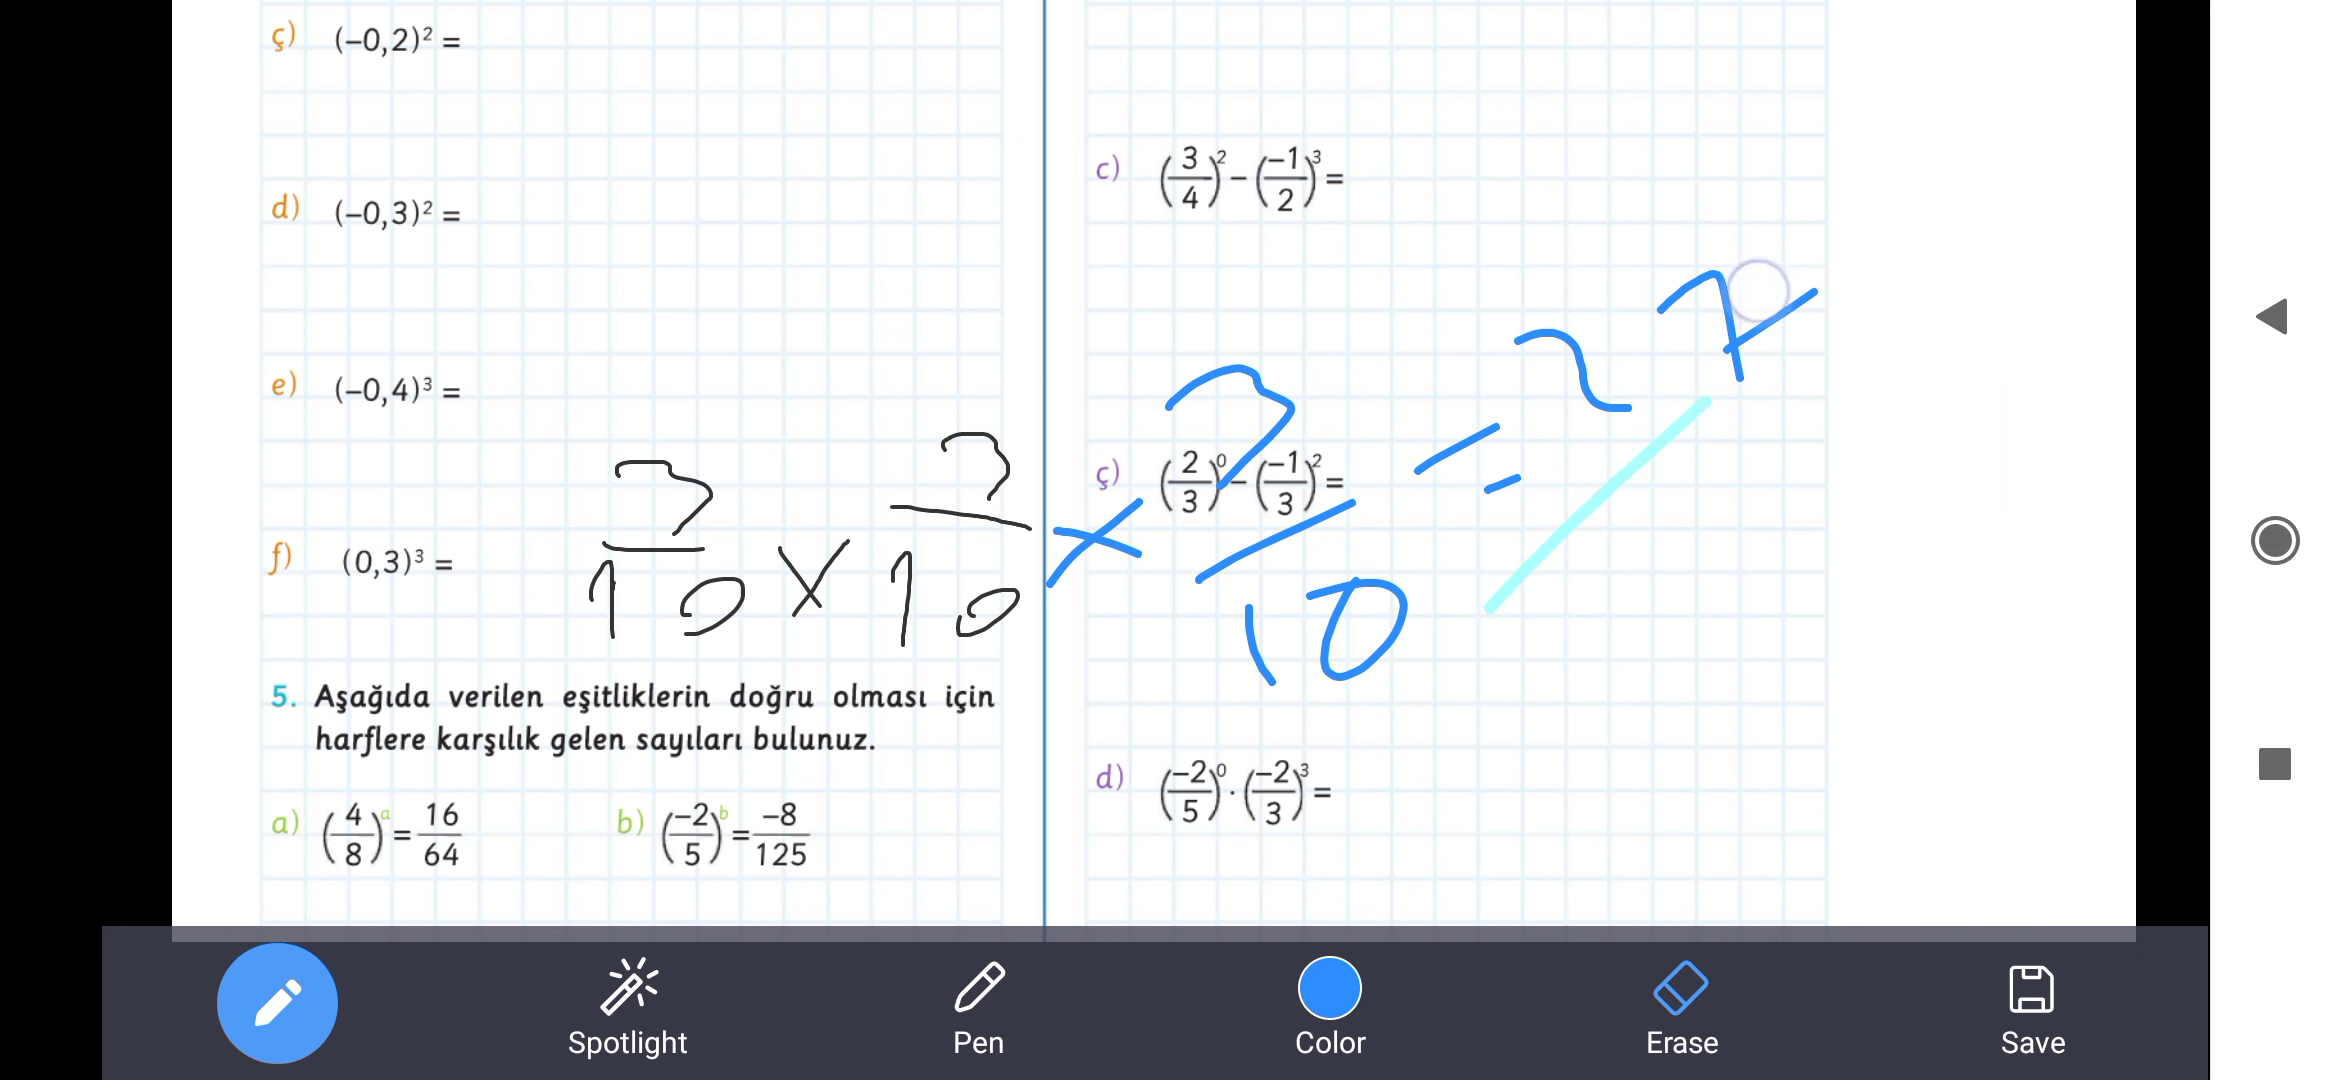 ç) (–0,2)² =
d) (–0,3)² =
e) (–0,4)³ =
f) (0,3)³ = 3/10 × 3/10 × 3/10 = 27
5. Aşağıda verilen eşitliklerin doğru olması için
harflere karşılık gelen sayıları bulunuz.
a) (4/8)ᵃ = 16/64 b) (–2/5)ᵇ = –8/125
c) (3/4)² – (–1/2)³ =
ç) (2/3)⁰ – (–1/3)² =
d) (–2/5)⁰ · (–2/3)³ =
Spotlight
Pen
Color
Erase
Save